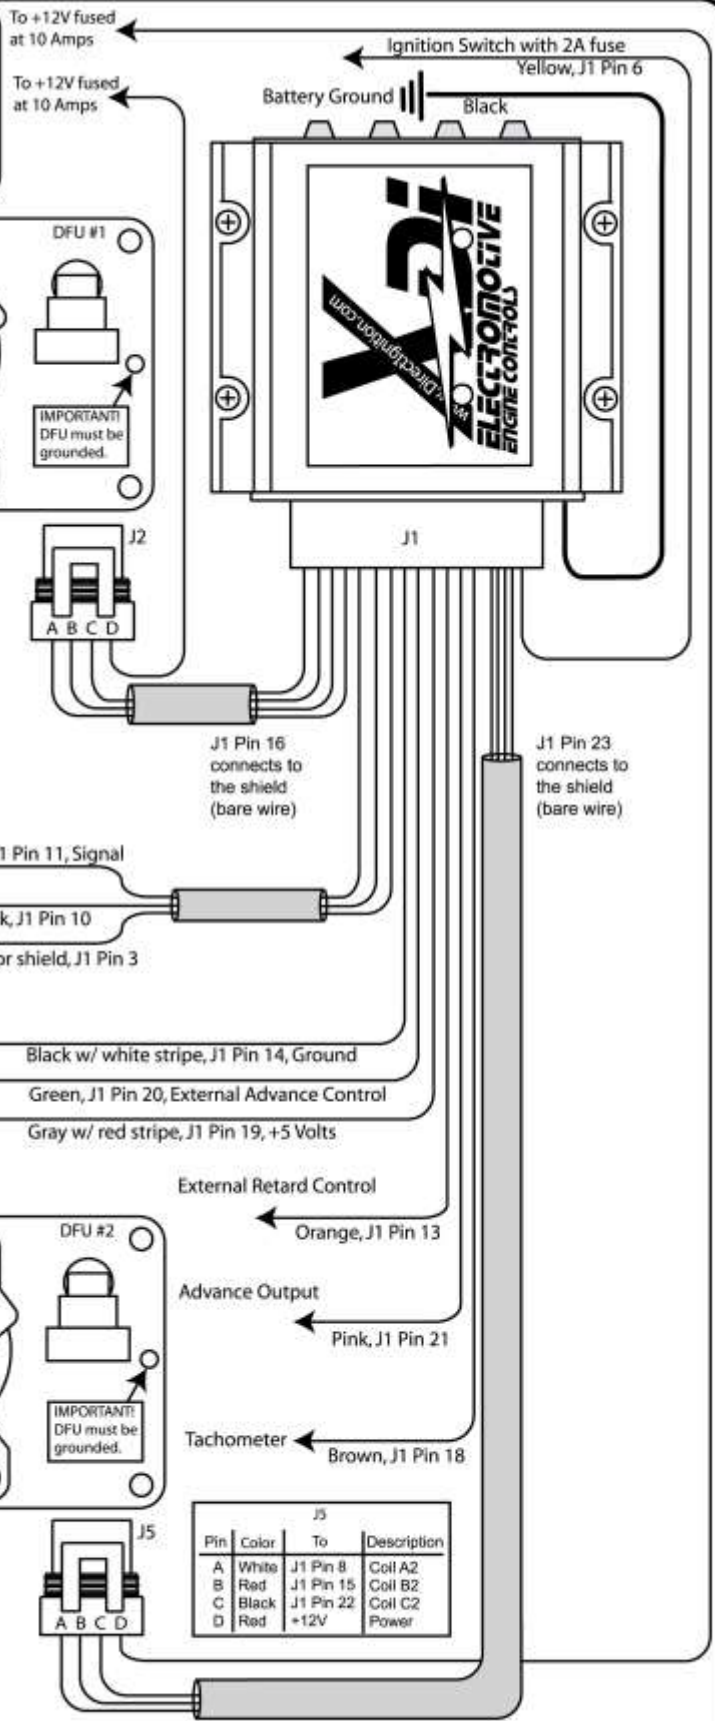 To +12V fused
at 10 Amps
Ignition Switch with 2A fuse
Yellow, J1 Pin 6
To +12V fused
at 10 Amps
Battery Ground
Black
DFU #1
IMPORTANT!
DFU must be
grounded.
XDi
ELECTROMOTIVE
ENGINE CONTROLS
.DirectIgnition.com
J2
J1
A B C D
J1 Pin 16
connects to
the shield
(bare wire)
J1 Pin 23
connects to
the shield
(bare wire)
1 Pin 11, Signal
k, J1 Pin 10
or shield, J1 Pin 3
Black w/ white stripe, J1 Pin 14, Ground
Green, J1 Pin 20, External Advance Control
Gray w/ red stripe, J1 Pin 19, +5 Volts
External Retard Control
Orange, J1 Pin 13
DFU #2
Advance Output
Pink, J1 Pin 21
IMPORTANT!
DFU must be
grounded.
Tachometer
Brown, J1 Pin 18
J5
J5
Pin Color To Description
A White J1 Pin 8 Coil A2
B Red J1 Pin 15 Coil B2
C Black J1 Pin 22 Coil C2
D Red +12V Power
A B C D